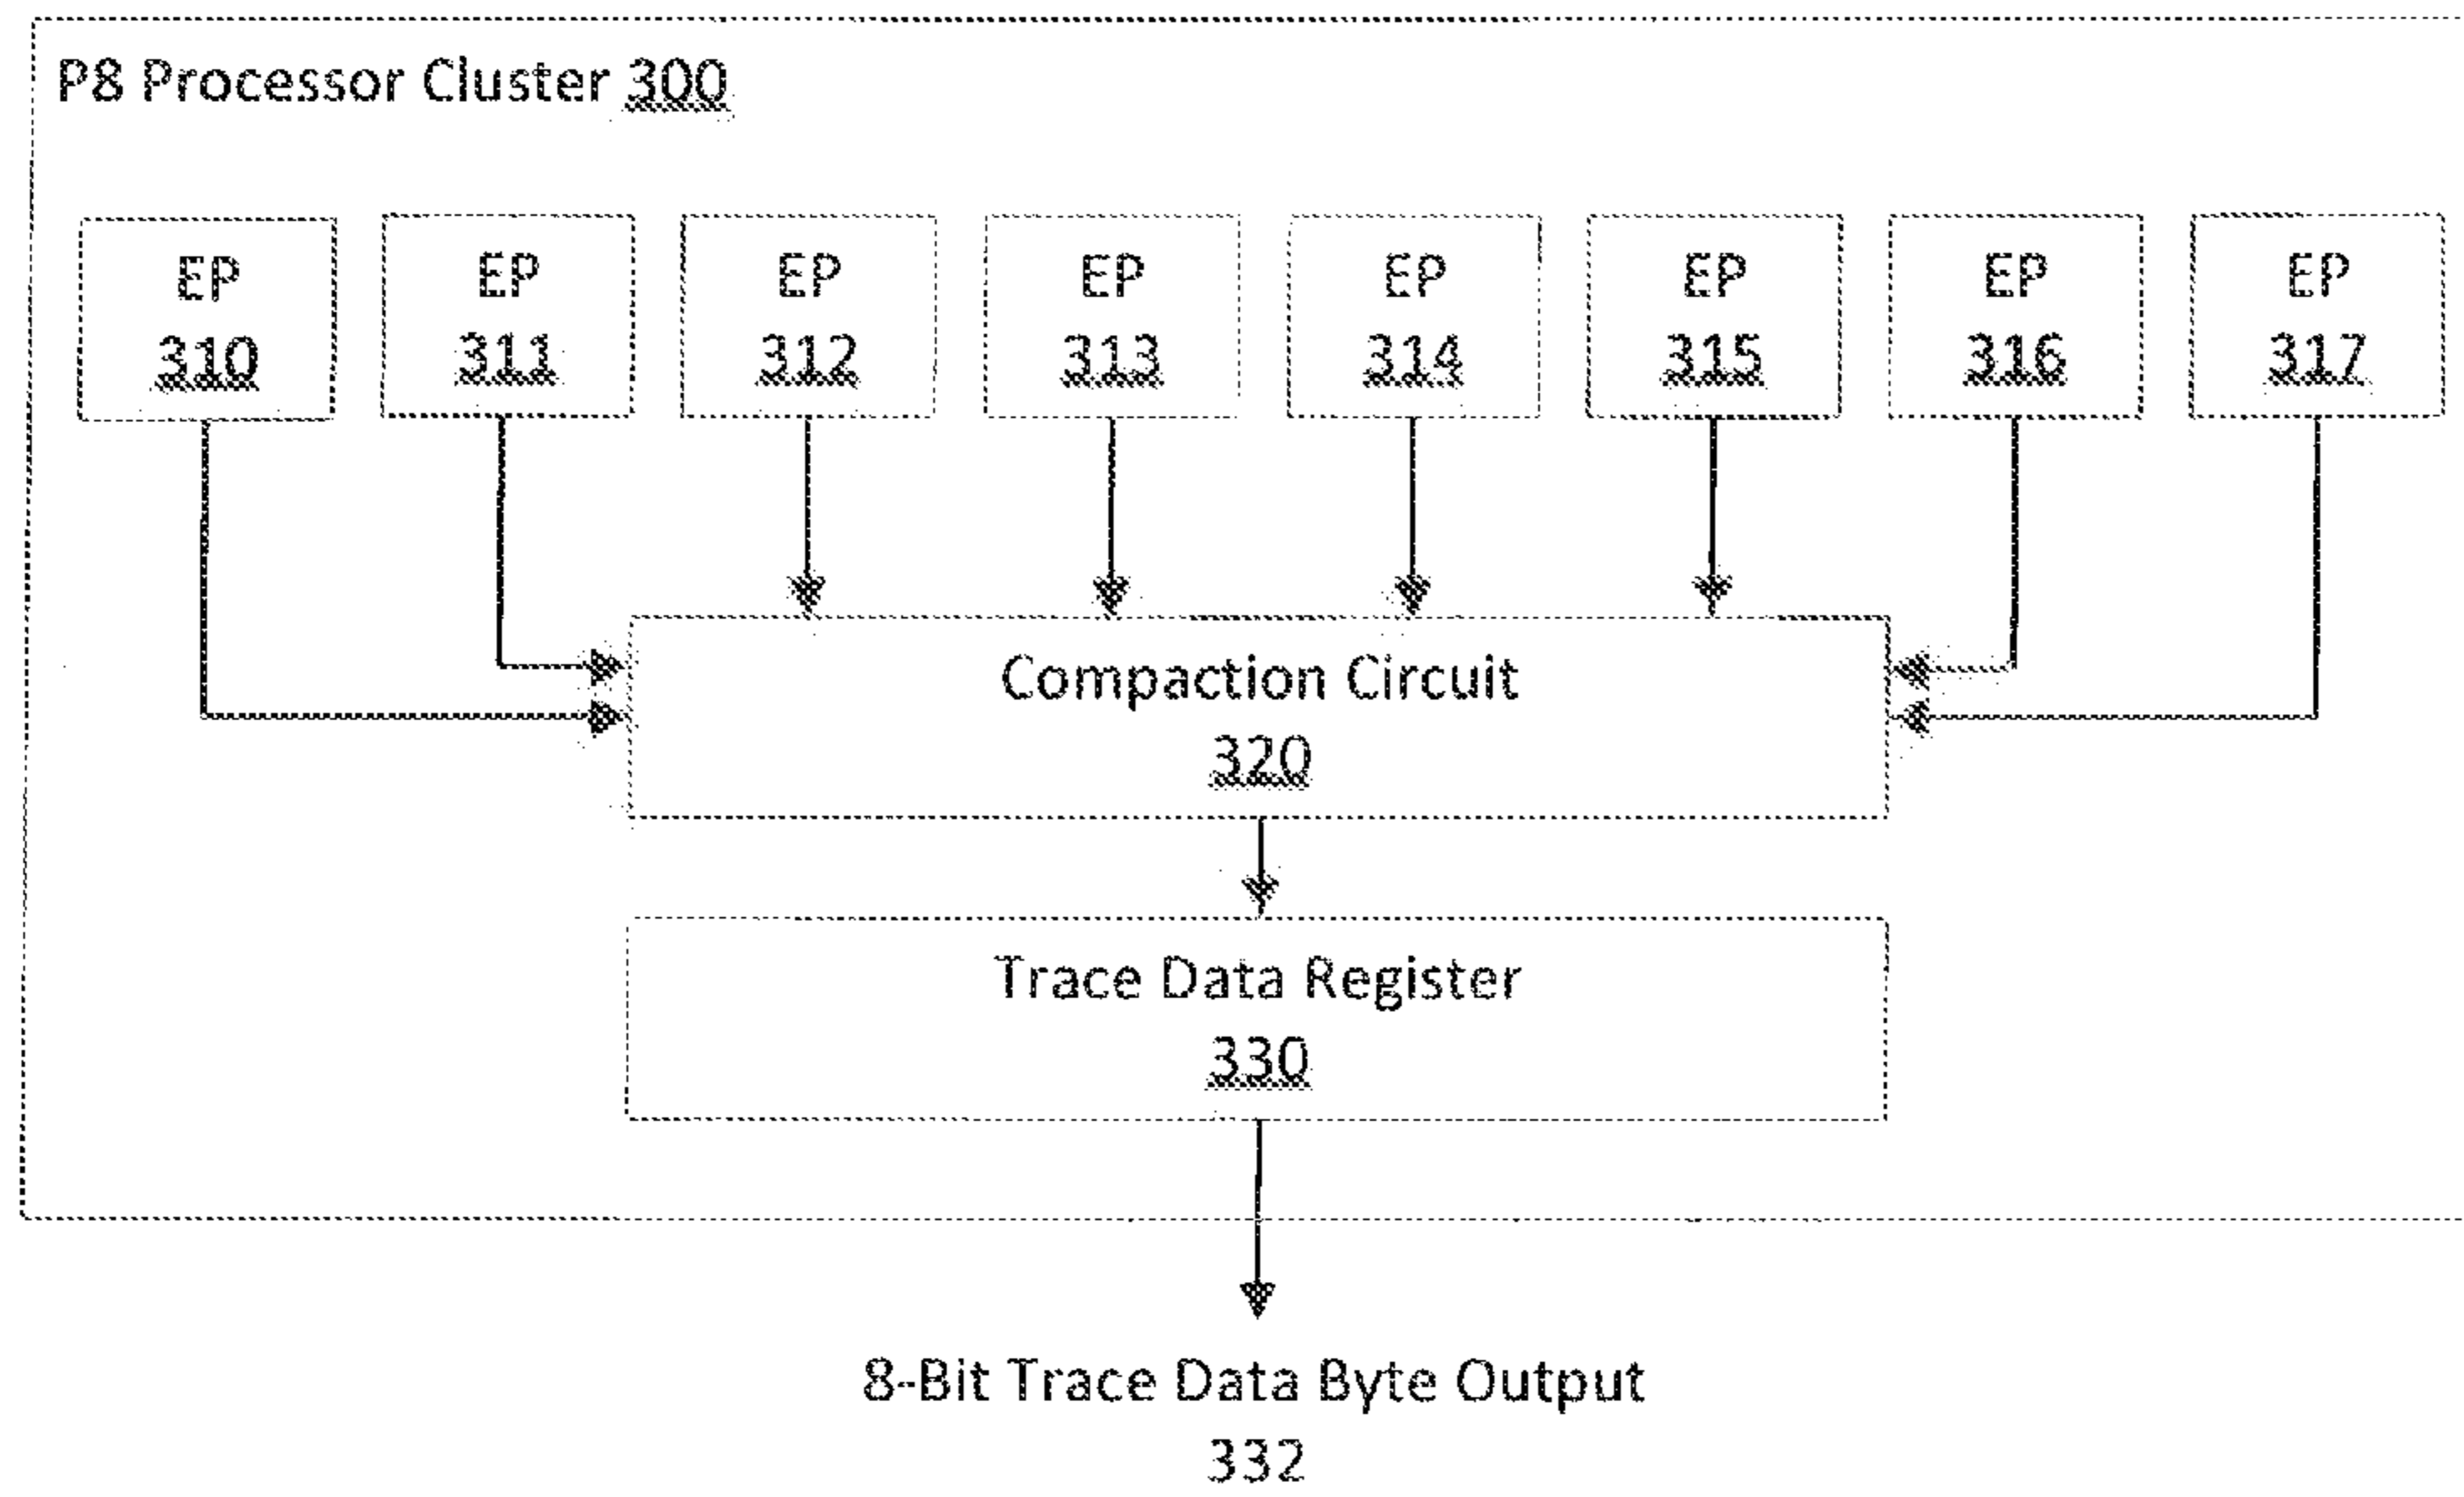 P8 Processor Cluster 300
EP EP EP EP EP EP EP EP
310 311 312 313 314 315 316 317
Compaction Circuit
320
Trace Data Register
330
8-Bit Trace Data Byte Output
332